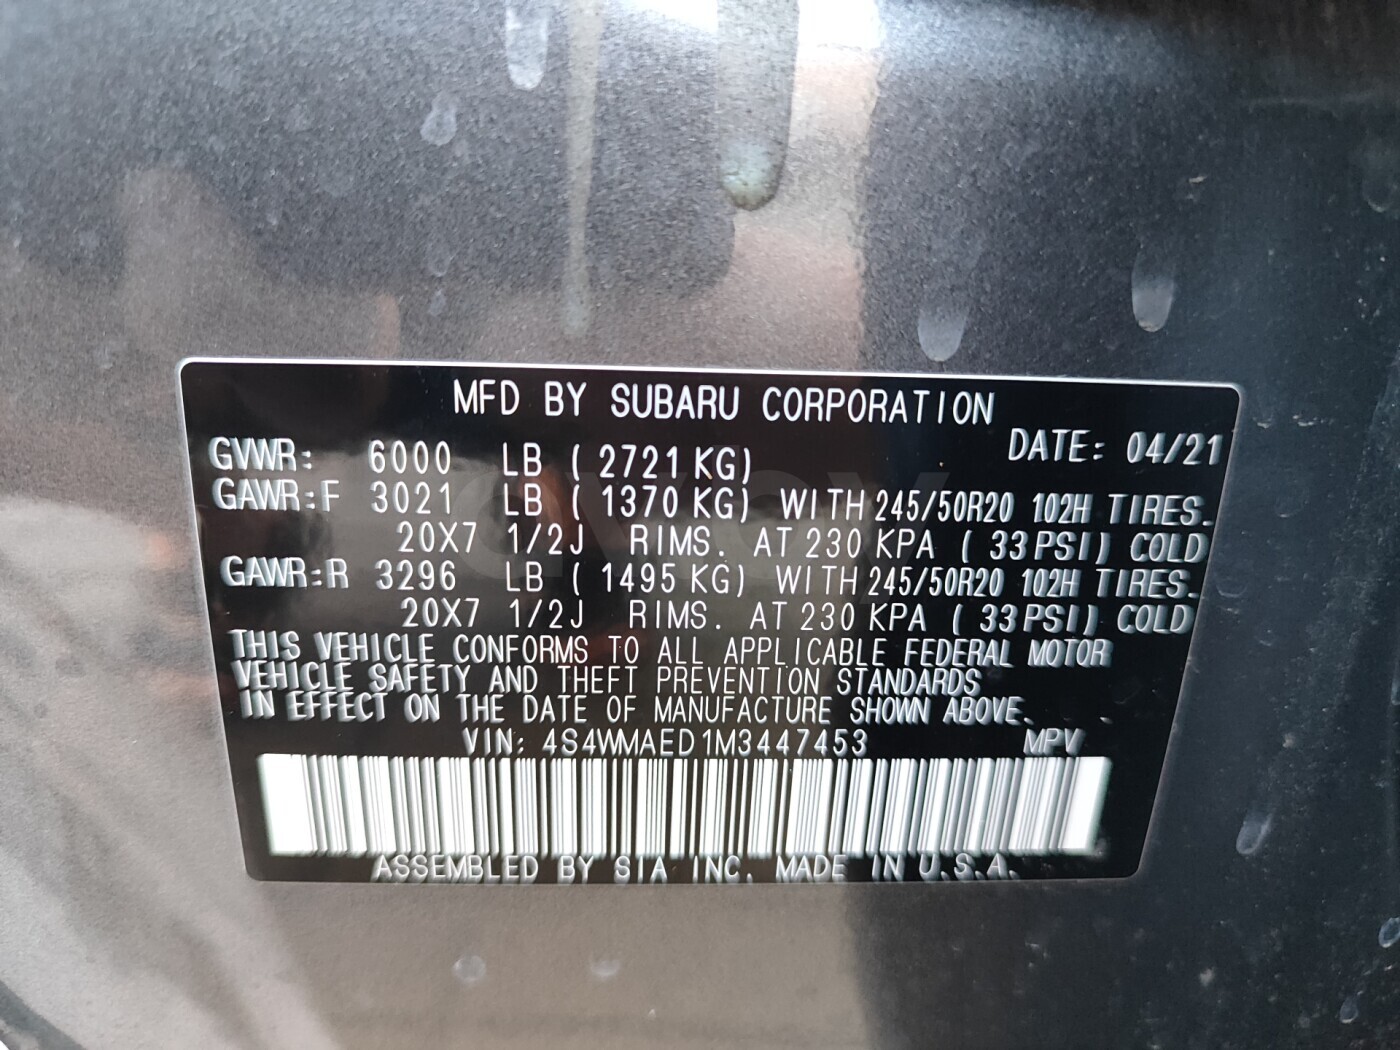 MFD BY SUBARU CORPORATION
DATE: 04/21
GVWR: 6000 LB ( 2721 KG)
GAWR:F 3021 LB ( 1370 KG) WITH 245/50R20 102H TIRES.
20X7 1/2J RIMS. AT 230 KPA ( 33 PSI) COLD
GAWR:R 3296 LB ( 1495 KG) WITH 245/50R20 102H TIRES.
20X7 1/2J RIMS. AT 230 KPA ( 33 PSI) COLD
THIS VEHICLE CONFORMS TO ALL APPLICABLE FEDERAL MOTOR
VEHICLE SAFETY AND THEFT PREVENTION STANDARDS
IN EFFECT ON THE DATE OF MANUFACTURE SHOWN ABOVE.
VIN: 4S4WMAED1M3447453 MPV
ASSEMBLED BY SIA INC. MADE IN U.S.A.